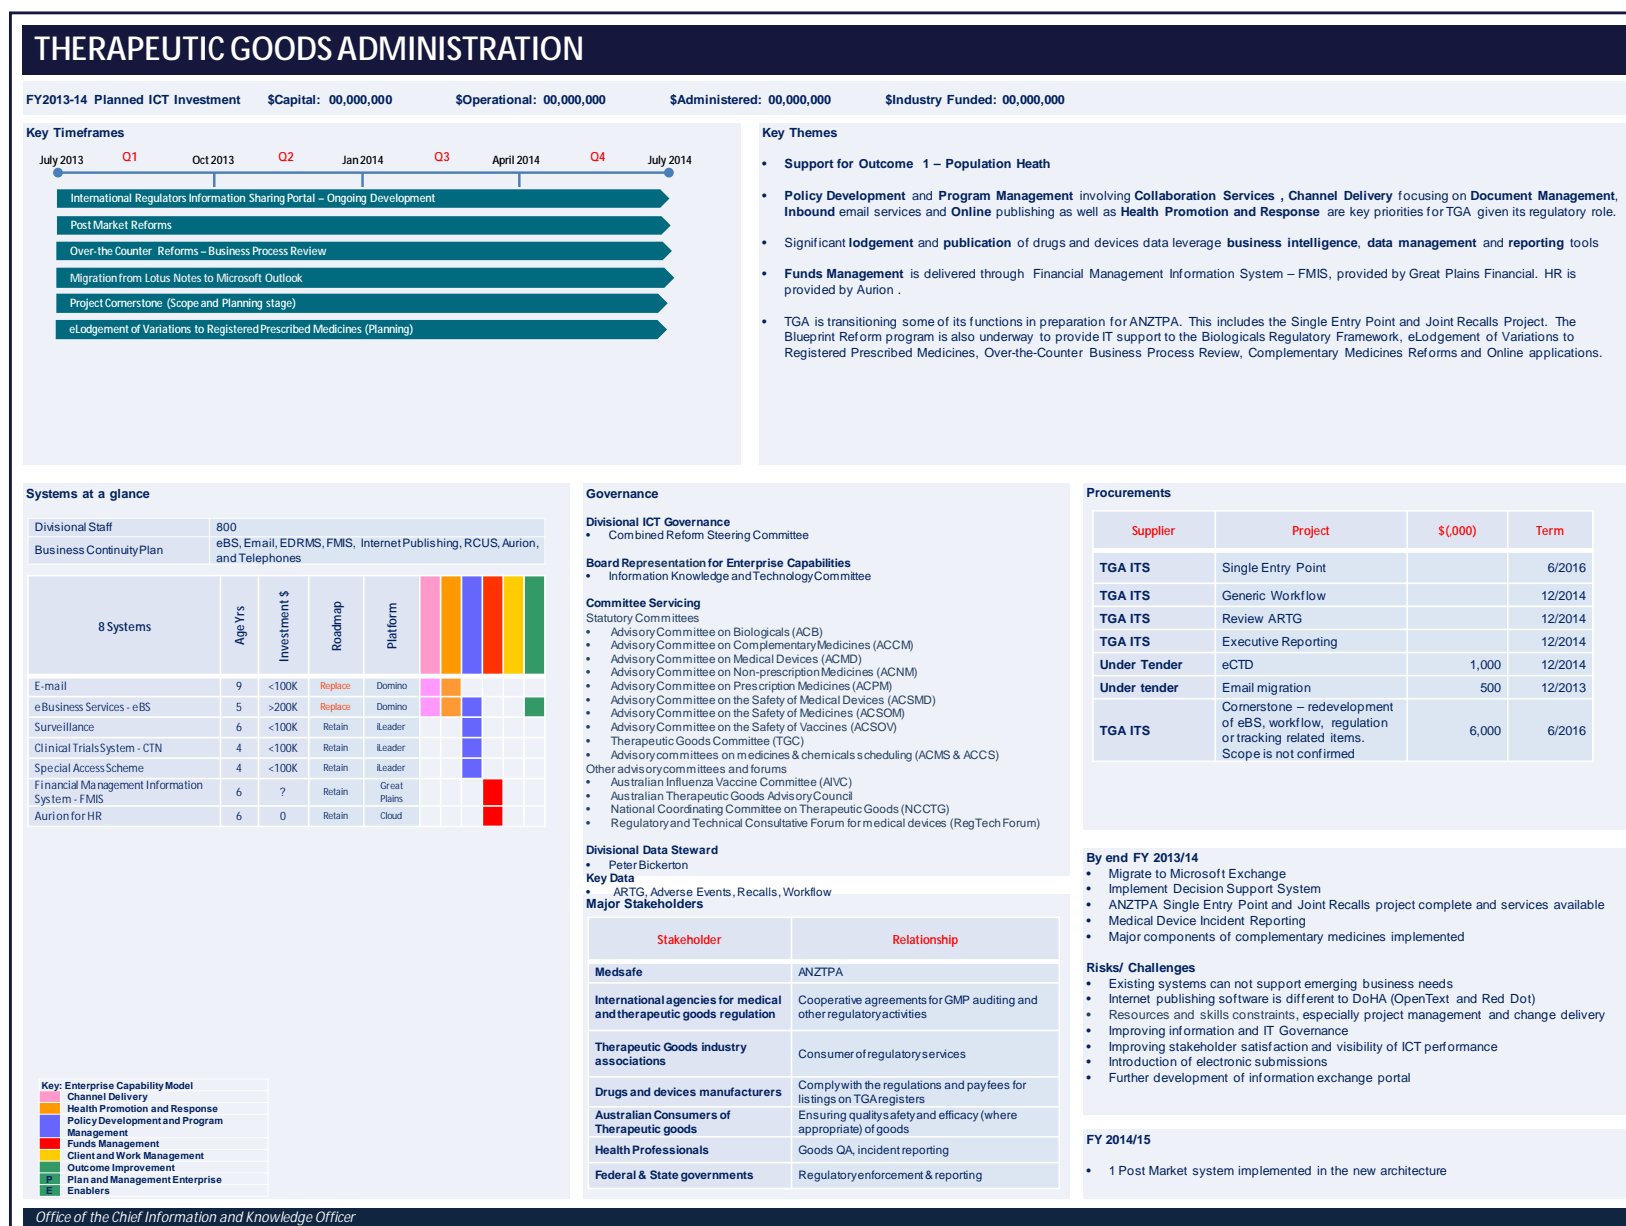 THERAPEUTIC GOODS ADMINISTRATION
FY2013-14 Planned ICT Investment $Capital: 00,000,000 $Operational: 00,000,000 $Administered: 00,000,000 $Industry Funded: 00,000,000
Key Timeframes
July 2013 Q1 Oct 2013 Q2 Jan 2014 Q3 April 2014 Q4 July 2014
International Regulators Information Sharing Portal – Ongoing Development
Post Market Reforms
Over-the Counter Reforms – Business Process Review
Migration from Lotus Notes to Microsoft Outlook
Project Cornerstone (Scope and Planning stage)
eLodgement of Variations to Registered Prescribed Medicines (Planning)
Key Themes
• Support for Outcome 1 – Population Heath
• Policy Development and Program Management involving Collaboration Services , Channel Delivery focusing on Document Management,
Inbound email services and Online publishing as well as Health Promotion and Response are key priorities for TGA given its regulatory role.
• Significant lodgement and publication of drugs and devices data leverage business intelligence, data management and reporting tools
• Funds Management is delivered through Financial Management Information System – FMIS, provided by Great Plains Financial. HR is
provided by Aurion .
• TGA is transitioning some of its functions in preparation for ANZTPA. This includes the Single Entry Point and Joint Recalls Project. The
Blueprint Reform program is also underway to provide IT support to the Biologicals Regulatory Framework, eLodgement of Variations to
Registered Prescribed Medicines, Over-the-Counter Business Process Review, Complementary Medicines Reforms and Online applications.
Systems at a glance
Divisional Staff 800
Business Continuity Plan eBS, Email, EDRMS, FMIS, Internet Publishing, RCUS, Aurion,
and Telephones
8 Systems Age Yrs Investment $ Roadmap Platform
E-mail 9 <100K Replace Domino
eBusiness Services - eBS 5 >200K Replace Domino
Surveillance 6 <100K Retain iLeader
Clinical Trials System - CTN 4 <100K Retain iLeader
Special Access Scheme 4 <100K Retain iLeader
Financial Management Information
System - FMIS 6 ? Retain Great
Plains
Aurion for HR 6 0 Retain Cloud
Key: Enterprise Capability Model
Channel Delivery
Health Promotion and Response
Policy Development and Program
Management
Funds Management
Client and Work Management
Outcome Improvement
P Plan and Management Enterprise
E Enablers
Governance
Divisional ICT Governance
• Combined Reform Steering Committee
Board Representation for Enterprise Capabilities
• Information Knowledge and Technology Committee
Committee Servicing
Statutory Committees
• Advisory Committee on Biologicals (ACB)
• Advisory Committee on Complementary Medicines (ACCM)
• Advisory Committee on Medical Devices (ACMD)
• Advisory Committee on Non-prescription Medicines (ACNM)
• Advisory Committee on Prescription Medicines (ACPM)
• Advisory Committee on the Safety of Medical Devices (ACSMD)
• Advisory Committee on the Safety of Medicines (ACSOM)
• Advisory Committee on the Safety of Vaccines (ACSOV)
• Therapeutic Goods Committee (TGC)
• Advisory committees on medicines & chemicals scheduling (ACMS & ACCS)
Other advisory committees and forums
• Australian Influenza Vaccine Committee (AIVC)
• Australian Therapeutic Goods Advisory Council
• National Coordinating Committee on Therapeutic Goods (NCCTG)
• Regulatory and Technical Consultative Forum for medical devices (RegTech Forum)
Divisional Data Steward
• Peter Bickerton
Key Data
• ARTG, Adverse Events, Recalls, Workflow
Major Stakeholders
Stakeholder Relationship
Medsafe ANZTPA
International agencies for medical
and therapeutic goods regulation Cooperative agreements for GMP auditing and
other regulatory activities
Therapeutic Goods industry
associations Consumer of regulatory services
Drugs and devices manufacturers Comply with the regulations and pay fees for
listings on TGA registers
Australian Consumers of
Therapeutic goods Ensuring quality safety and efficacy (where
appropriate) of goods
Health Professionals Goods QA, incident reporting
Federal & State governments Regulatory enforcement & reporting
Procurements
Supplier Project $(,000) Term
TGA ITS Single Entry Point 6/2016
TGA ITS Generic Workflow 12/2014
TGA ITS Review ARTG 12/2014
TGA ITS Executive Reporting 12/2014
Under Tender eCTD 1,000 12/2014
Under tender Email migration 500 12/2013
TGA ITS Cornerstone – redevelopment
of eBS, workflow, regulation
or tracking related items.
Scope is not confirmed 6,000 6/2016
By end FY 2013/14
• Migrate to Microsoft Exchange
• Implement Decision Support System
• ANZTPA Single Entry Point and Joint Recalls project complete and services available
• Medical Device Incident Reporting
• Major components of complementary medicines implemented
Risks/ Challenges
• Existing systems can not support emerging business needs
• Internet publishing software is different to DoHA (OpenText and Red Dot)
• Resources and skills constraints, especially project management and change delivery
• Improving information and IT Governance
• Improving stakeholder satisfaction and visibility of ICT performance
• Introduction of electronic submissions
• Further development of information exchange portal
FY 2014/15
• 1 Post Market system implemented in the new architecture
Office of the Chief Information and Knowledge Officer